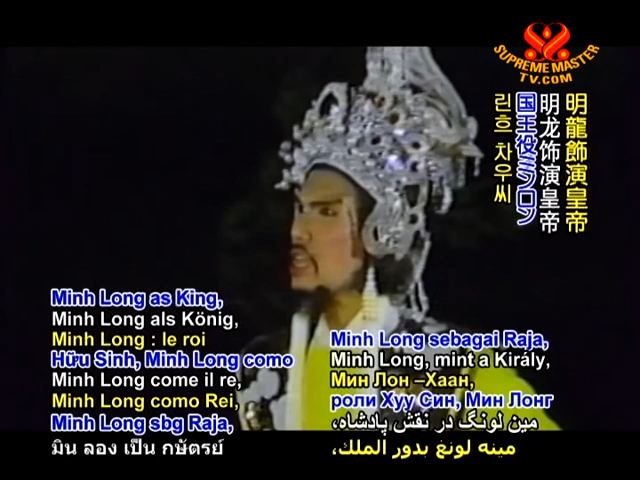 SUPREME MASTER
TV.COM
明龍飾演皇帝
明龙饰演皇帝
国王役ミンロン
린흐 차우씨
Minh Long as King,
Minh Long als König,
Minh Long : le roi
Hữu Sinh, Minh Long como
Minh Long come il re,
Minh Long como Rei,
Minh Long sbg Raja,
มิน ลอง เป็น กษัตรย์
Minh Long sebagai Raja,
Minh Long, mint a Király,
Мин Лон –Хаан,
роли Хуу Син, Мин Лонг
مین لونگ در نقش پادشاه،
مينه لونغ بدور الملك،